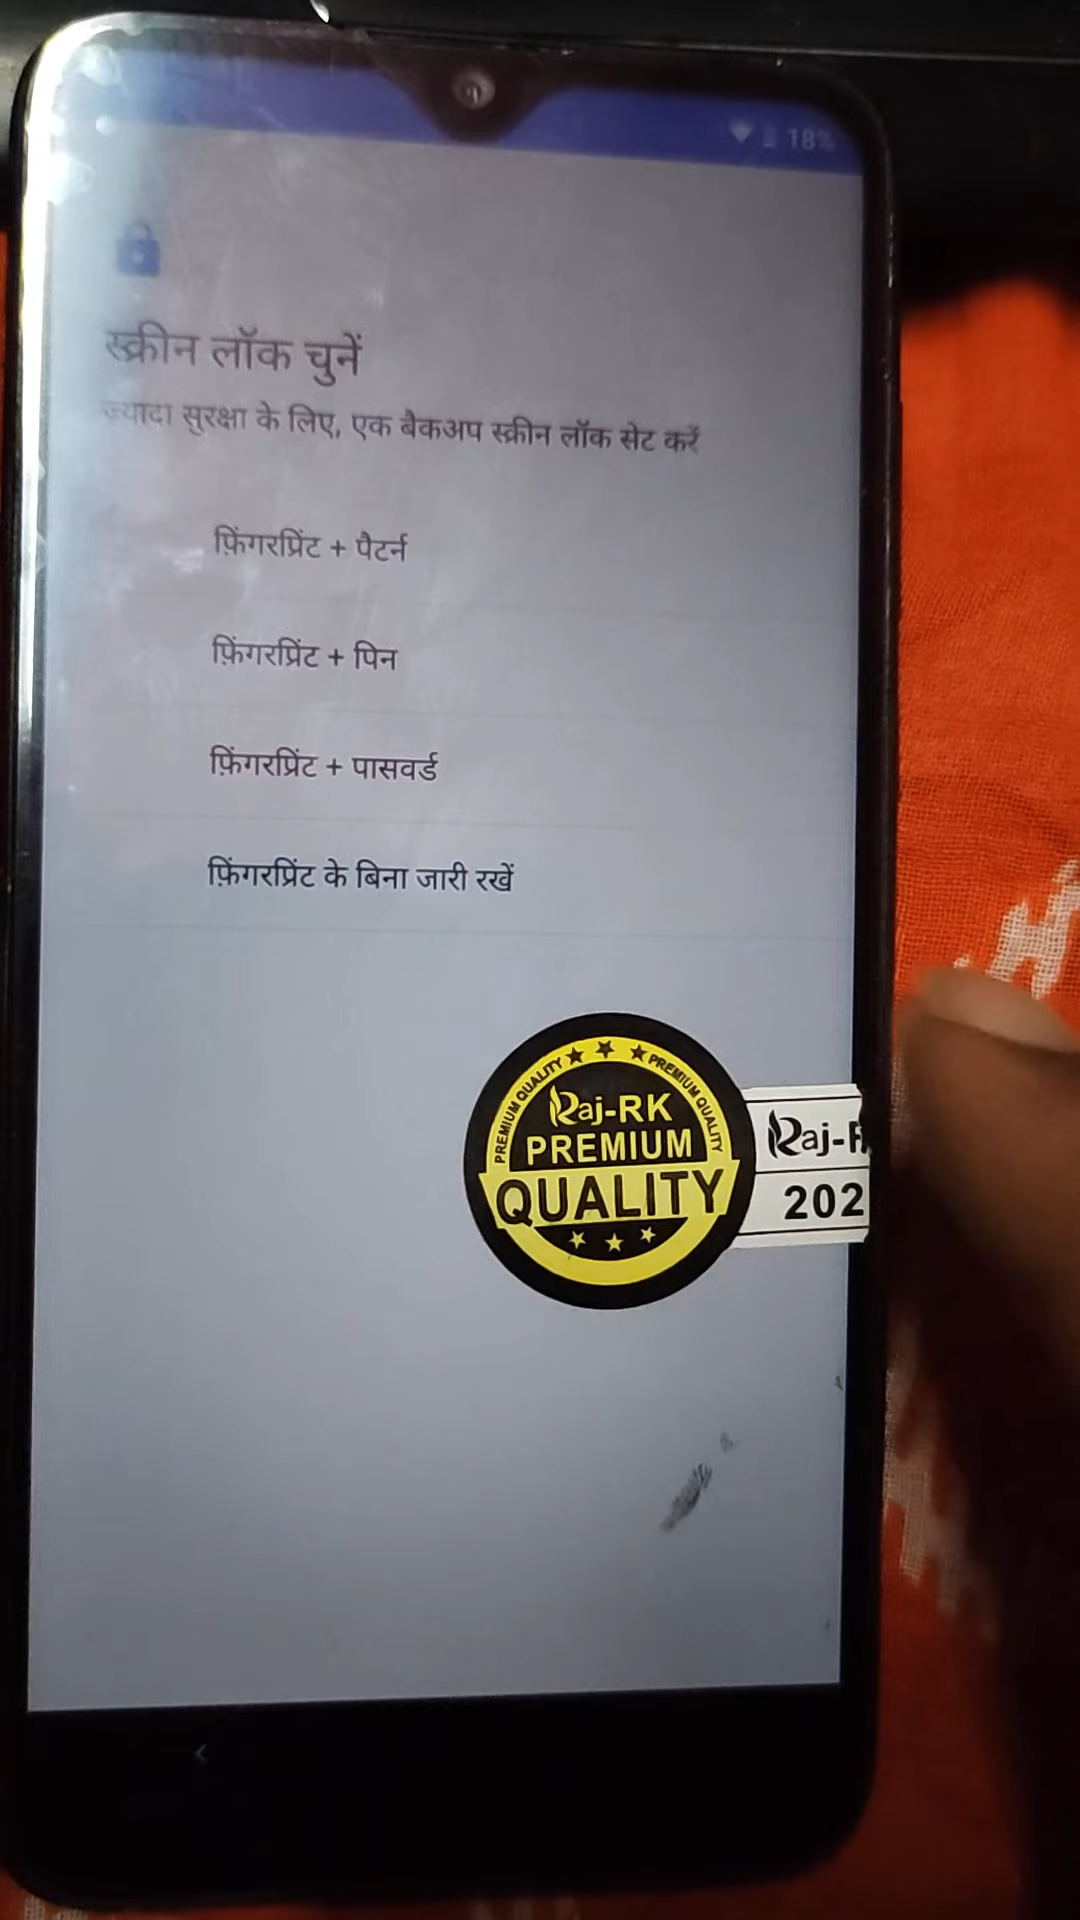 18%
स्क्रीन लॉक चुनें
ज्यादा सुरक्षा के लिए, एक बैकअप स्क्रीन लॉक सेट करें
फ़िंगरप्रिंट + पैटर्न
फ़िंगरप्रिंट + पिन
फ़िंगरप्रिंट + पासवर्ड
फ़िंगरप्रिंट के बिना जारी रखें
PREMIUM QUALITY ★ ★ ★ PREMIUM QUALITY
Raj-RK
PREMIUM
QUALITY
Raj-R
202